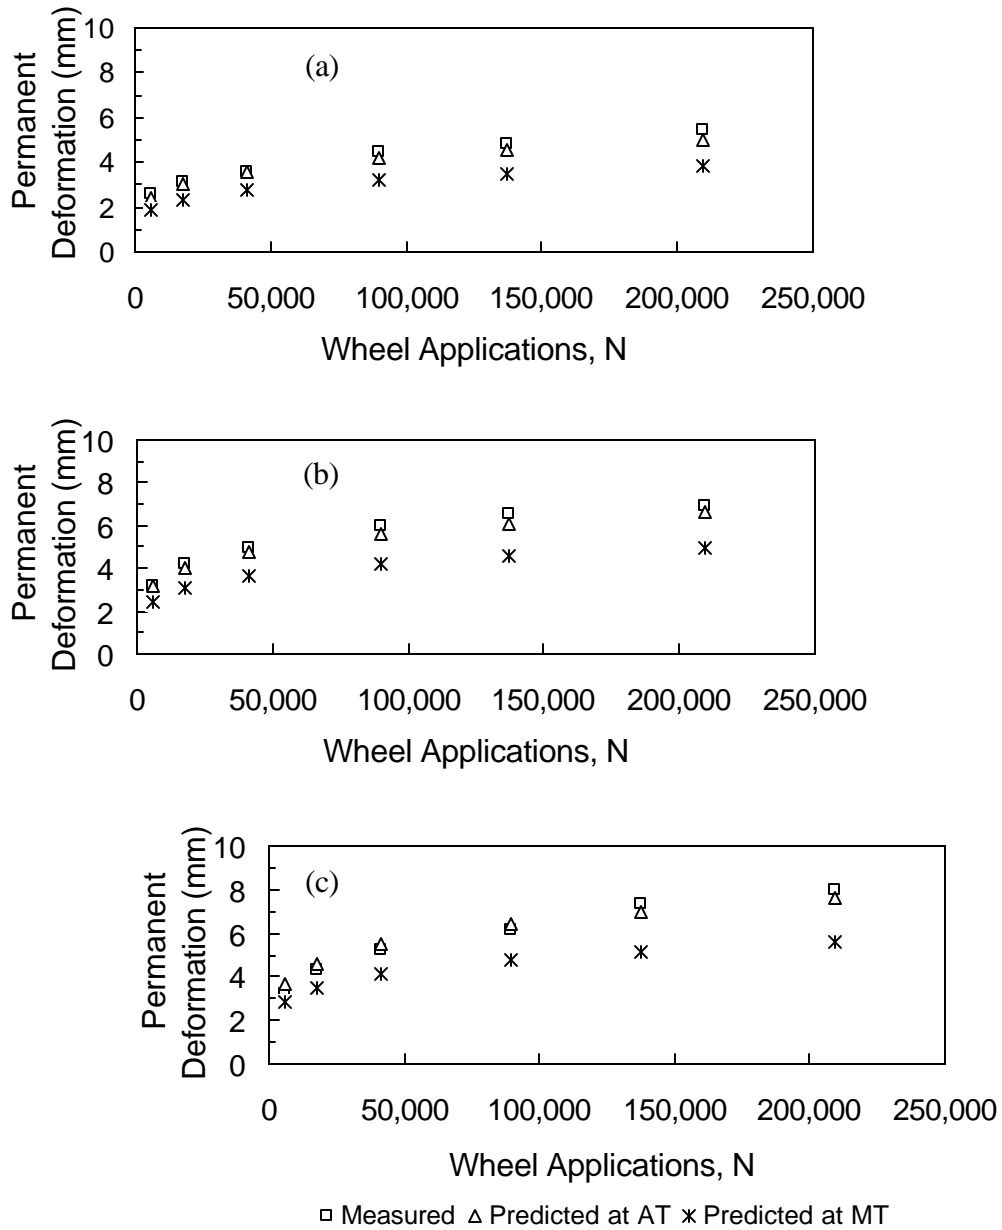 Permanent
Deformation (mm)
10
8
6
4
2
0
(a)
0 50,000 100,000 150,000 200,000 250,000
Wheel Applications, N
Permanent
Deformation (mm)
10
8
6
4
2
0
(b)
0 50,000 100,000 150,000 200,000 250,000
Wheel Applications, N
Permanent
Deformation (mm)
10
8
6
4
2
0
(c)
0 50,000 100,000 150,000 200,000 250,000
Wheel Applications, N
Measured Predicted at AT Predicted at MT